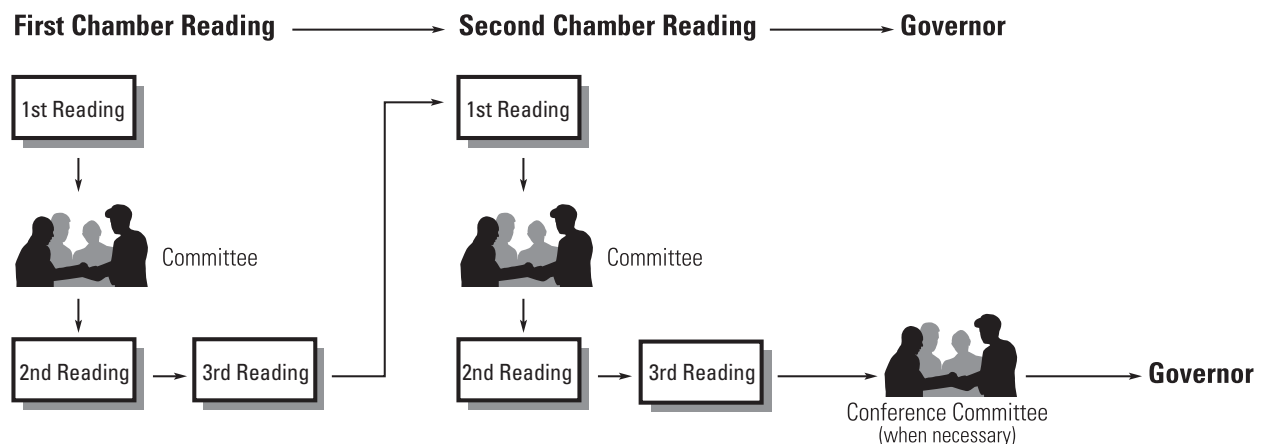 First Chamber Reading
Second Chamber Reading
Governor
1st Reading
1st Reading
Committee
Committee
2nd Reading
3rd Reading
2nd Reading
3rd Reading
Governor
Conference Committee
(when necessary)